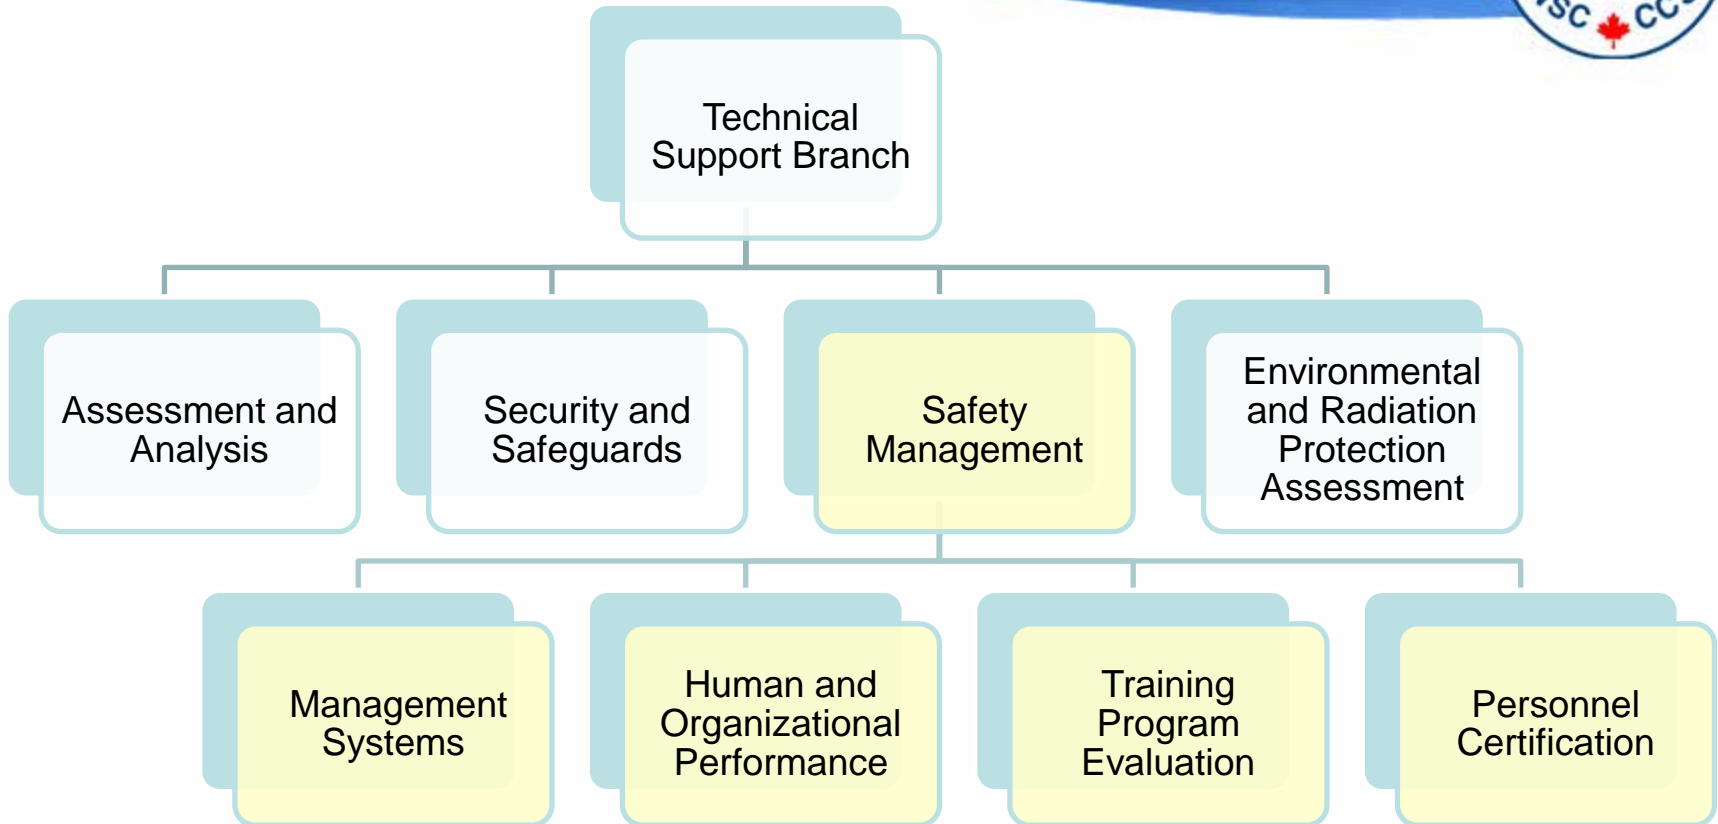 CCS
Technical
Support Branch
Assessment and
Analysis
Security and
Safeguards
Safety
Management
Environmental
and Radiation
Protection
Assessment
Management
Systems
Human and
Organizational
Performance
Training
Program
Evaluation
Personnel
Certification